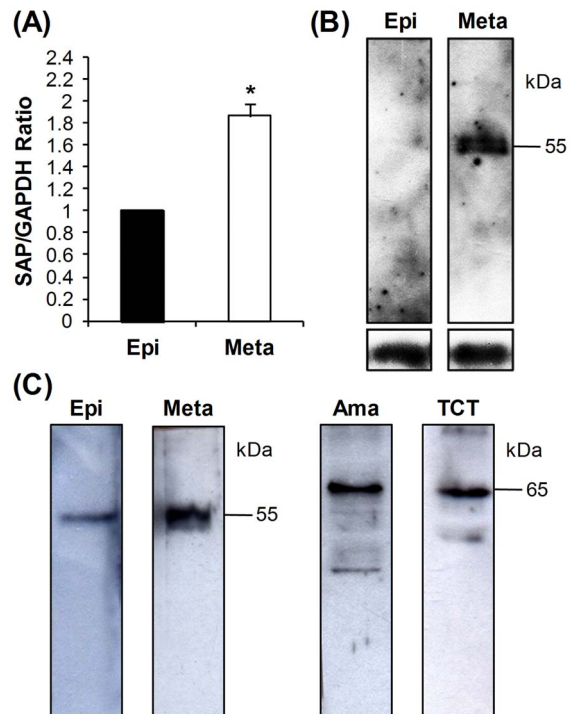 (A)
SAP/GAPDH Ratio
2.4
2.2
2
1.8
1.6
1.4
1.2
1
0.8
0.6
0.4
0.2
0
*
Epi Meta
(B)
Epi Meta
kDa
55
(C)
Epi Meta
kDa
55
Ama TCT
kDa
65